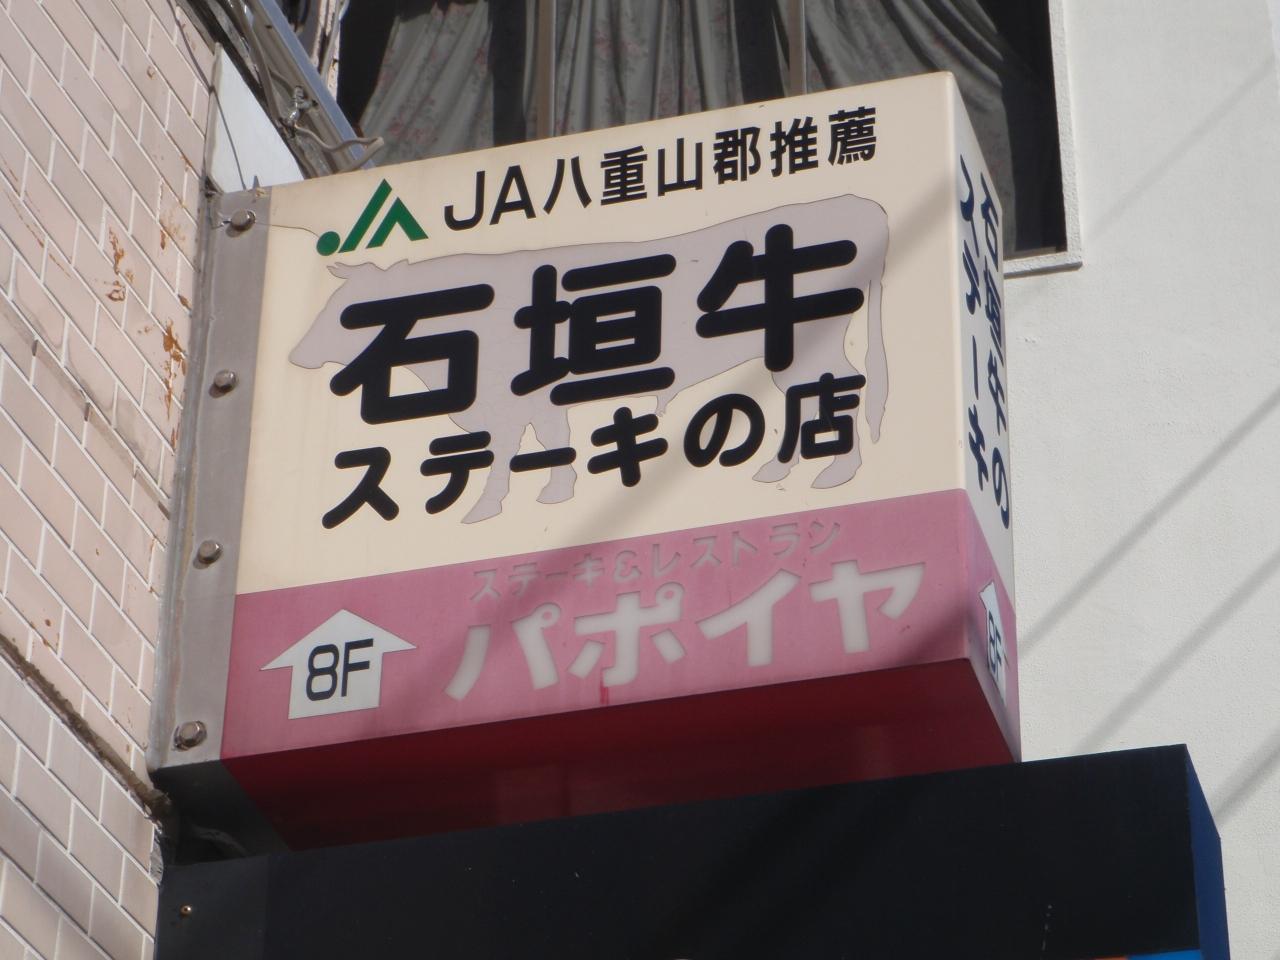 JA八重山郡推薦
石垣牛
ステーキの店
ステーキ&レストラン
パポイヤ
8F
石垣牛の
ステーキ
8F